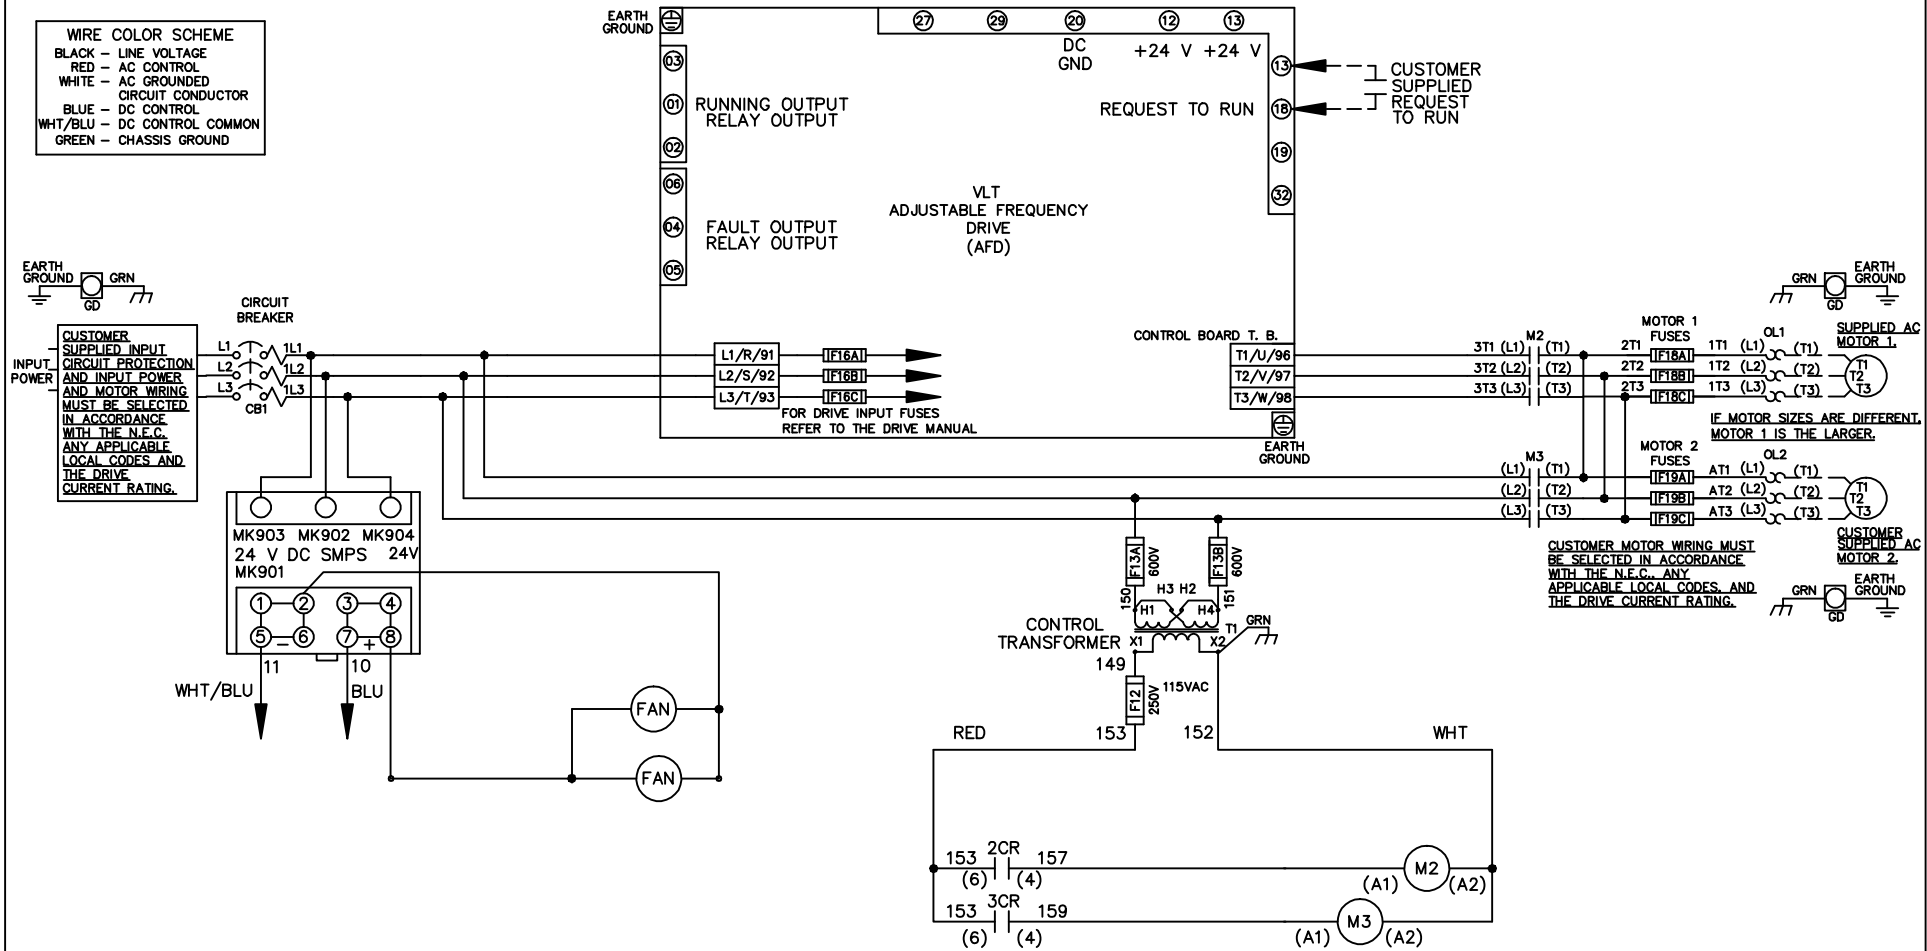 WIRE COLOR SCHEME
BLACK – LINE VOLTAGE
RED – AC CONTROL
WHITE – AC GROUNDED
CIRCUIT CONDUCTOR
BLUE – DC CONTROL
WHT/BLU – DC CONTROL COMMON
GREEN – CHASSIS GROUND
EARTH
GROUND
27
29
20
12
13
DC
GND
+24 V
+24 V
03
01
02
RUNNING OUTPUT
RELAY OUTPUT
06
04
05
FAULT OUTPUT
RELAY OUTPUT
VLT
ADJUSTABLE FREQUENCY
DRIVE
(AFD)
REQUEST TO RUN
13
18
19
32
CUSTOMER
SUPPLIED
REQUEST
TO RUN
EARTH
GROUND
GRN
GD
INPUT
POWER
CUSTOMER
SUPPLIED INPUT
CIRCUIT PROTECTION
AND INPUT POWER
AND MOTOR WIRING
MUST BE SELECTED
IN ACCORDANCE
WITH THE N.E.C.
ANY APPLICABLE
LOCAL CODES AND
THE DRIVE
CURRENT RATING.
CIRCUIT
BREAKER
L1
L2
L3
CB1
1L1
1L2
1L3
L1/R/91
L2/S/92
L3/T/93
F16A
F16B
F16C
FOR DRIVE INPUT FUSES
REFER TO THE DRIVE MANUAL
CONTROL BOARD T. B.
T1/U/96
T2/V/97
T3/W/98
EARTH
GROUND
M2
3T1 (L1) (T1)
3T2 (L2) (T2)
3T3 (L3) (T3)
MOTOR 1
FUSES
2T1 F18A 1T1 (L1)
2T2 F18B 1T2 (L2)
2T3 F18C 1T3 (L3)
OL1
(T1)
(T2)
(T3)
T1
T2
T3
GRN
GD
EARTH
GROUND
SUPPLIED AC
MOTOR 1.
IF MOTOR SIZES ARE DIFFERENT,
MOTOR 1 IS THE LARGER.
M3
(L1) (T1)
(L2) (T2)
(L3) (T3)
MOTOR 2
FUSES
F19A AT1 (L1)
F19B AT2 (L2)
F19C AT3 (L3)
OL2
(T1)
(T2)
(T3)
T1
T2
T3
CUSTOMER
SUPPLIED AC
MOTOR 2.
CUSTOMER MOTOR WIRING MUST
BE SELECTED IN ACCORDANCE
WITH THE N.E.C., ANY
APPLICABLE LOCAL CODES, AND
THE DRIVE CURRENT RATING.
GRN
GD
EARTH
GROUND
MK903 MK902 MK904
24 V DC SMPS 24V
MK901
1 2 3 4
5 – 6 7 + 8
11
10
WHT/BLU
BLU
FAN
FAN
F13A
600V
F13B
600V
150
151
H3 H2
H1
H4
CONTROL
TRANSFORMER
X1
X2
T1
GRN
149
F12
250V
115VAC
153
152
RED
WHT
153 2CR 157
(6) (4)
M2
(A1) (A2)
153 3CR 159
(6) (4)
M3
(A1) (A2)